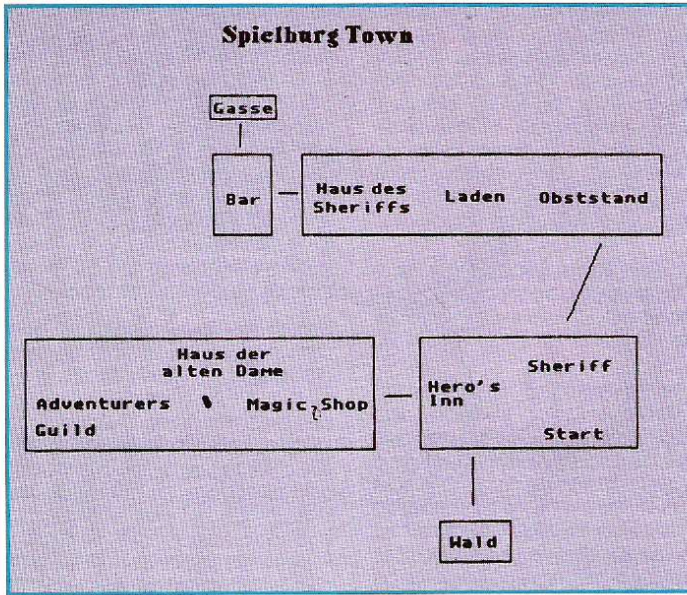 Spielburg Town
Gasse
Bar
Haus des
Sheriffs
Laden
Obststand
Haus der
alten Dame
Adventurers
Guild
Magic Shop
Hero's
Inn
Sheriff
Start
Wald